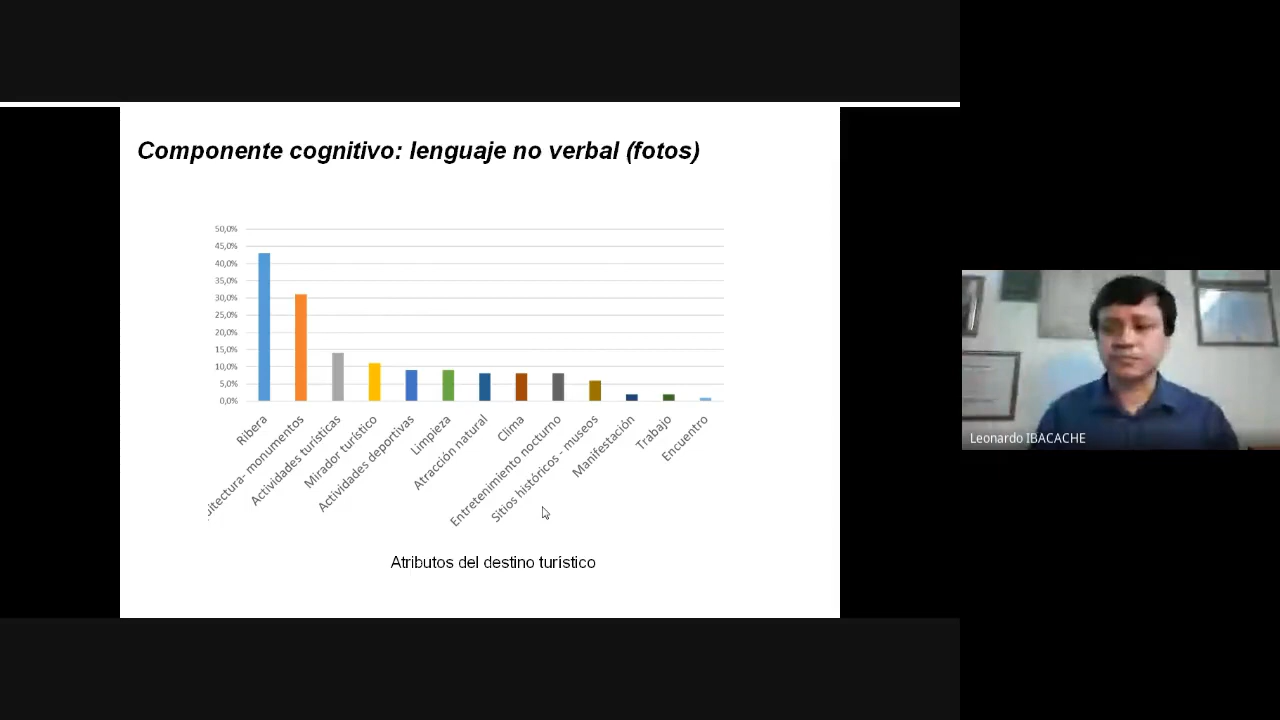 Componente cognitivo: lenguaje no verbal (fotos)
50,0%
45,0%
40,0%
35,0%
30,0%
25,0%
20,0%
15,0%
10,0%
5,0%
0,0%
Ribera
uitectura- monumentos
Actividades turísticas
Mirador turístico
Actividades deportivas
Limpieza
Atracción natural
Clima
Entretenimiento nocturno
Sitios históricos - museos
Manifestación
Trabajo
Encuentro
Atributos del destino turístico
Leonardo IBACACHE